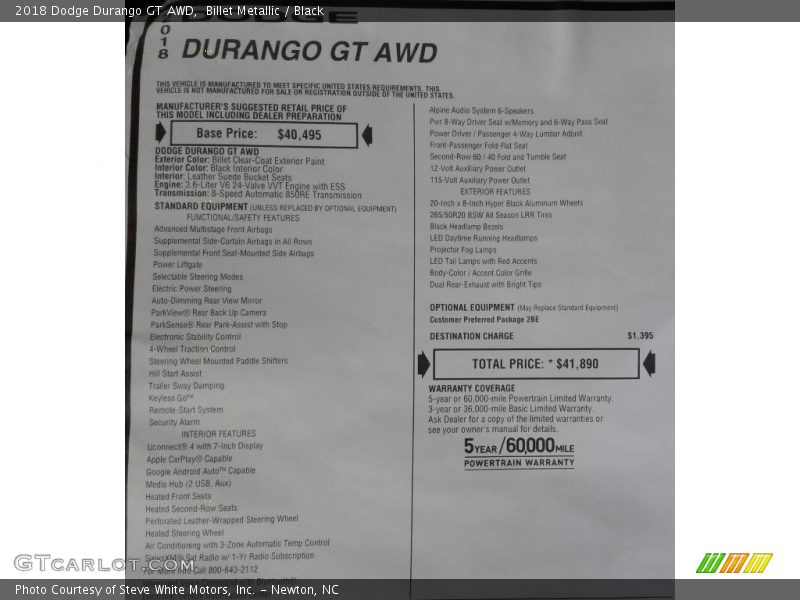 2018 Dodge Durango GT AWD, Billet Metallic / Black
DODGE
2018 DURANGO GT AWD
THIS VEHICLE IS MANUFACTURED TO MEET SPECIFIC UNITED STATES REQUIREMENTS. THIS
VEHICLE IS NOT MANUFACTURED FOR SALE OR REGISTRATION OUTSIDE OF THE UNITED STATES.
MANUFACTURER'S SUGGESTED RETAIL PRICE OF
THIS MODEL INCLUDING DEALER PREPARATION
Base Price: $40,495
DODGE DURANGO GT AWD
Exterior Color: Billet Clear-Coat Exterior Paint
Interior Color: Black Interior Color
Interior: Leather Suede Bucket Seats
Engine: 3.6-Liter V6 24-Valve VVT Engine with ESS
Transmission: 8-Speed Automatic 850RE Transmission
STANDARD EQUIPMENT (UNLESS REPLACED BY OPTIONAL EQUIPMENT)
FUNCTIONAL/SAFETY FEATURES
Advanced Multistage Front Airbags
Supplemental Side-Curtain Airbags in All Rows
Supplemental Front Seat-Mounted Side Airbags
Power Liftgate
Selectable Steering Modes
Electric Power Steering
Auto-Dimming Rear View Mirror
ParkView® Rear Back Up Camera
ParkSense® Rear Park-Assist with Stop
Electronic Stability Control
4-Wheel Traction Control
Steering Wheel Mounted Paddle Shifters
Hill Start Assist
Trailer Sway Damping
Keyless Go™
Remote-Start System
Security Alarm
INTERIOR FEATURES
Uconnect® 4 with 7-Inch Display
Apple CarPlay® Capable
Google Android Auto™ Capable
Media Hub (2 USB, Aux)
Heated Front Seats
Heated Second-Row Seats
Perforated Leather-Wrapped Steering Wheel
Heated Steering Wheel
Air Conditioning with 3-Zone Automatic Temp Control
SiriusXM® Sat Radio w/ 1-Yr Radio Subscription
For More Info Call 800-643-2112
Alpine Audio System 6-Speakers
Pwr 8-Way Driver Seat w/Memory and 6-Way Pass Seat
Power Driver / Passenger 4-Way Lumbar Adjust
Front-Passenger Fold-Flat Seat
Second-Row 60 / 40 Fold and Tumble Seat
12-Volt Auxiliary Power Outlet
115-Volt Auxiliary Power Outlet
EXTERIOR FEATURES
20-Inch x 8-Inch Hyper Black Aluminum Wheels
265/50R20 BSW All Season LRR Tires
Black Headlamp Bezels
LED Daytime Running Headlamps
Projector Fog Lamps
LED Tail Lamps with Red Accents
Body-Color / Accent Color Grille
Dual Rear-Exhaust with Bright Tips
OPTIONAL EQUIPMENT (May Replace Standard Equipment)
Customer Preferred Package 2BE
DESTINATION CHARGE $1,395
TOTAL PRICE: * $41,890
WARRANTY COVERAGE
5-year or 60,000-mile Powertrain Limited Warranty.
3-year or 36,000-mile Basic Limited Warranty.
Ask Dealer for a copy of the limited warranties or
see your owner's manual for details.
5YEAR/60,000MILE
POWERTRAIN WARRANTY
GTCARLOT.COM
Photo Courtesy of Steve White Motors, Inc. – Newton, NC